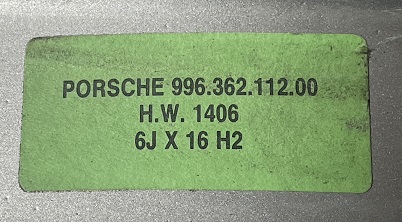 PORSCHE 996.362.112.00
H.W. 1406
6J X 16 H2